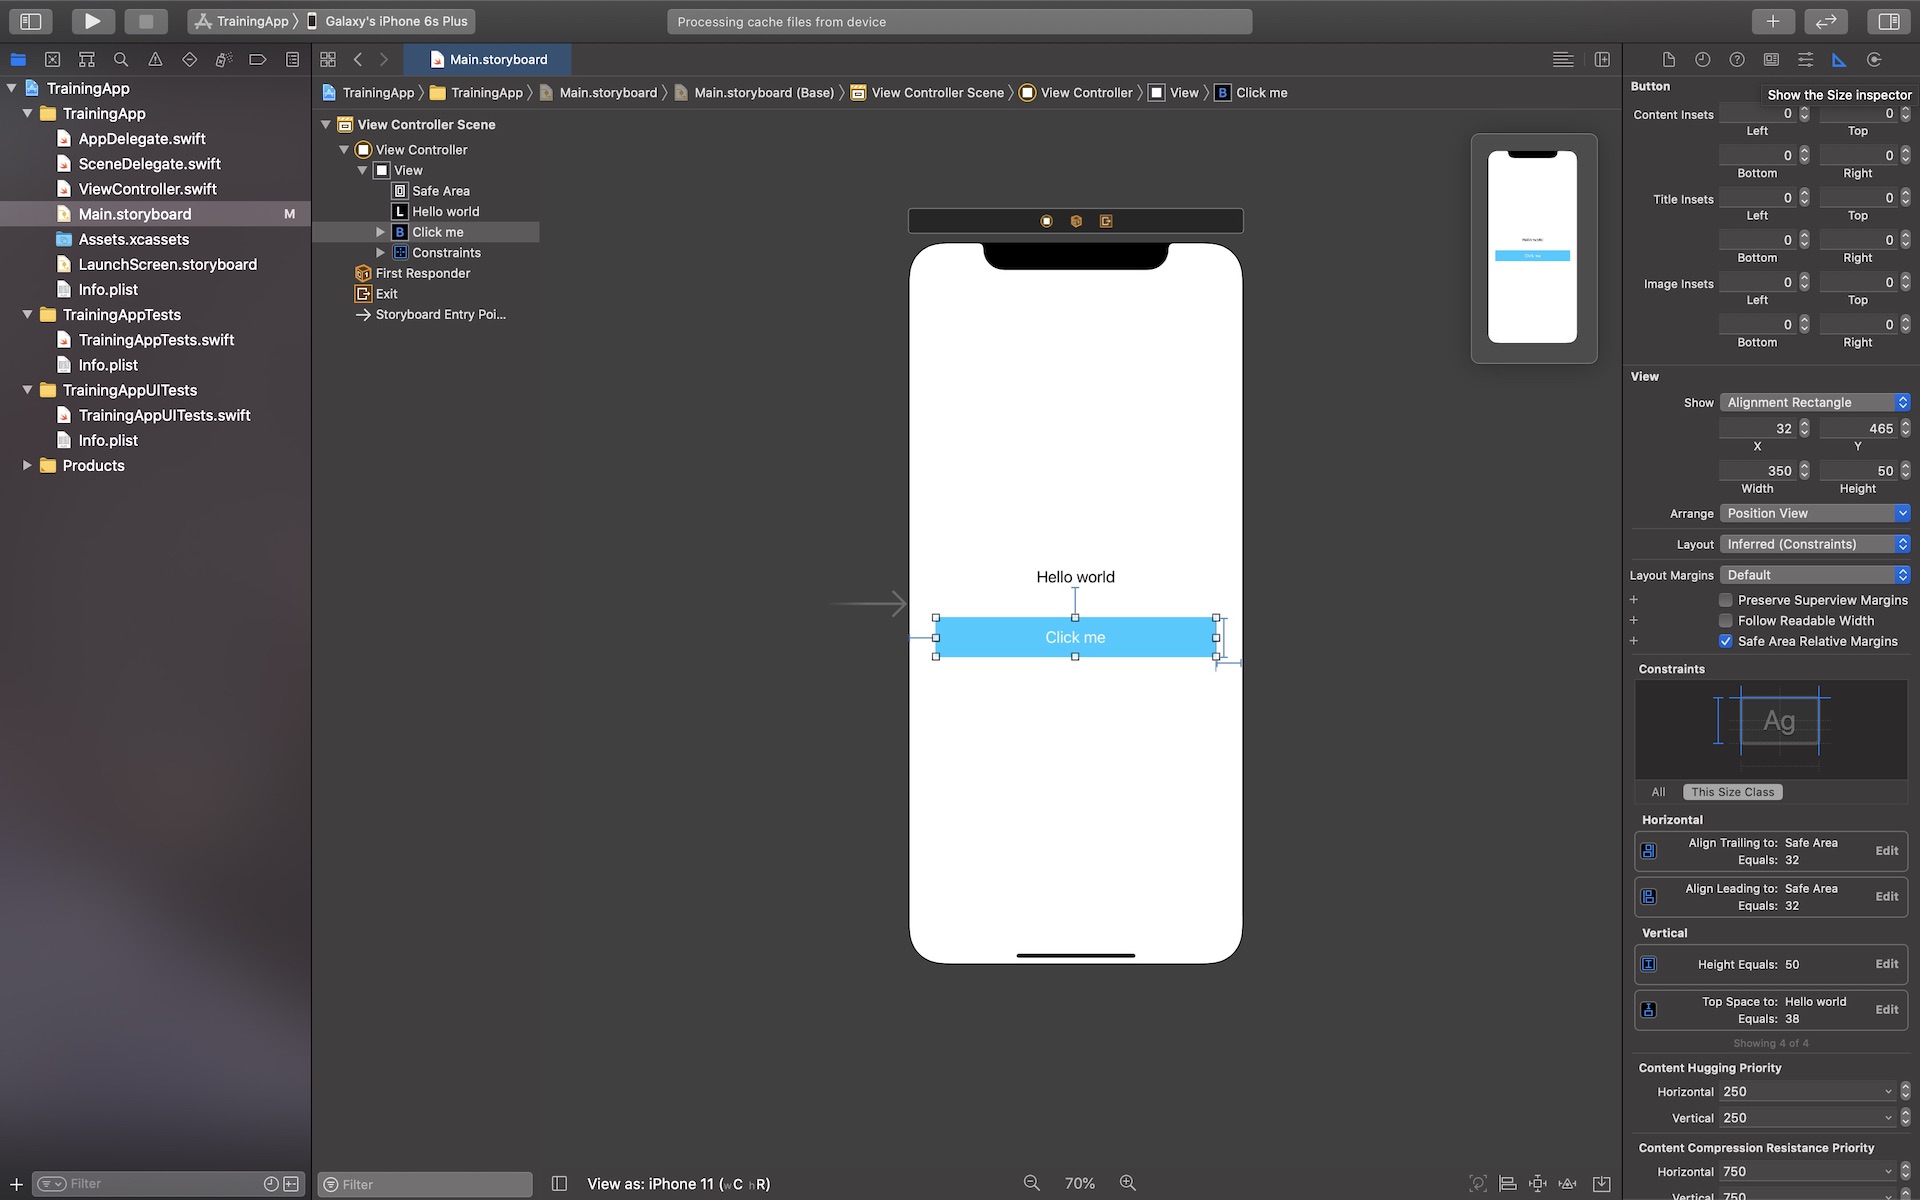 TrainingApp
Galaxy's iPhone 6s Plus
Processing cache files from device
Main.storyboard
TrainingApp
TrainingApp
Main.storyboard
Main.storyboard (Base)
View Controller Scene
View Controller
View
B
Click me
TrainingApp
TrainingApp
AppDelegate.swift
SceneDelegate.swift
ViewController.swift
Main.storyboard M
Assets.xcassets
LaunchScreen.storyboard
Info.plist
TrainingAppTests
TrainingAppTests.swift
Info.plist
TrainingAppUITests
TrainingAppUITests.swift
Info.plist
Products
Filter
View Controller Scene
View Controller
View
Safe Area
L Hello world
B Click me
Constraints
First Responder
Exit
Storyboard Entry Poi...
Filter
Hello world
Click me
Hello world
Click me
View as: iPhone 11 (wC hR)
70%
Button
Show the Size inspector
Content Insets 0 0
Left Top
0 0
Bottom Right
Title Insets 0 0
Left Top
0 0
Bottom Right
Image Insets 0 0
Left Top
0 0
Bottom Right
View
Show Alignment Rectangle
32 465
X Y
350 50
Width Height
Arrange Position View
Layout Inferred (Constraints)
Layout Margins Default
+ Preserve Superview Margins
+ Follow Readable Width
+ Safe Area Relative Margins
Constraints
Ag
All This Size Class
Horizontal
Align Trailing to: Safe Area
Equals: 32
Edit
Align Leading to: Safe Area
Equals: 32
Edit
Vertical
Height Equals: 50
Edit
Top Space to: Hello world
Equals: 38
Edit
Showing 4 of 4
Content Hugging Priority
Horizontal 250
Vertical 250
Content Compression Resistance Priority
Horizontal 750
Vertical 750